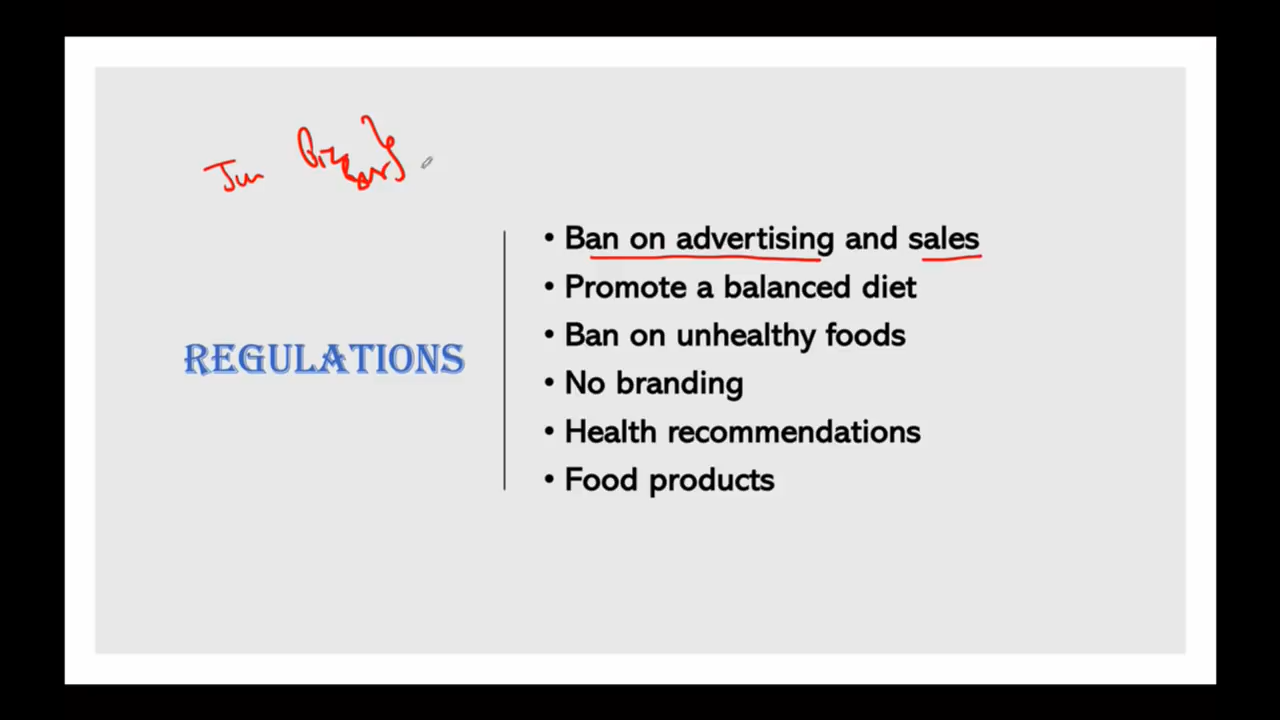 REGULATIONS
• Ban on advertising and sales
• Promote a balanced diet
• Ban on unhealthy foods
• No branding
• Health recommendations
• Food products